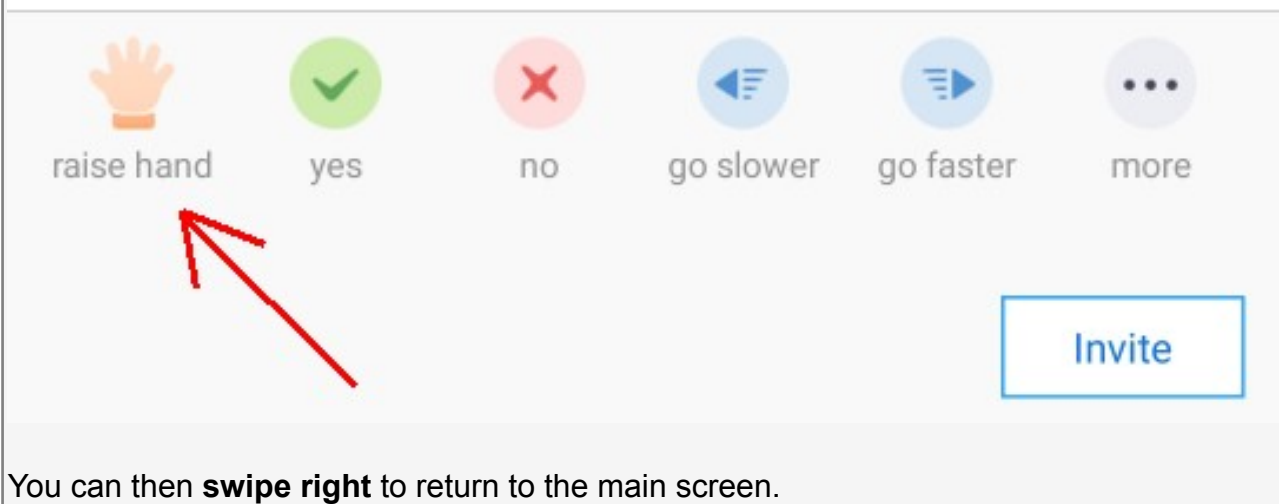 raise hand yes no go slower go faster more
Invite
You can then swipe right to return to the main screen.